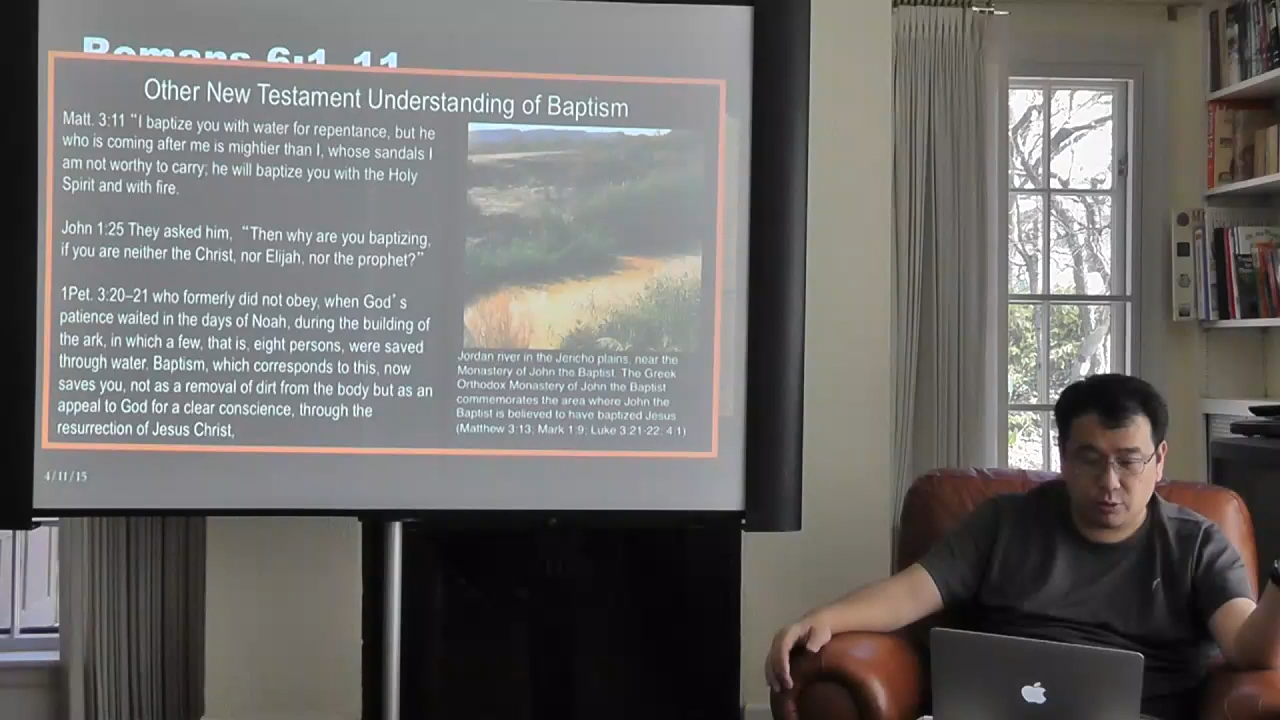 Romans 6:1-11
Other New Testament Understanding of Baptism
Matt. 3:11 “I baptize you with water for repentance, but he
who is coming after me is mightier than I, whose sandals I
am not worthy to carry; he will baptize you with the Holy
Spirit and with fire.
John 1:25 They asked him, “Then why are you baptizing,
if you are neither the Christ, nor Elijah, nor the prophet?”
1Pet. 3:20–21 who formerly did not obey, when God’s
patience waited in the days of Noah, during the building of
the ark, in which a few, that is, eight persons, were saved
through water. Baptism, which corresponds to this, now
saves you, not as a removal of dirt from the body but as an
appeal to God for a clear conscience, through the
resurrection of Jesus Christ,
Jordan river in the Jericho plains, near the
Monastery of John the Baptist. The Greek
Orthodox Monastery of John the Baptist
commemorates the area where John the
Baptist is believed to have baptized Jesus
(Matthew 3:13; Mark 1:9; Luke 3:21-22; 4:1)
4/11/15